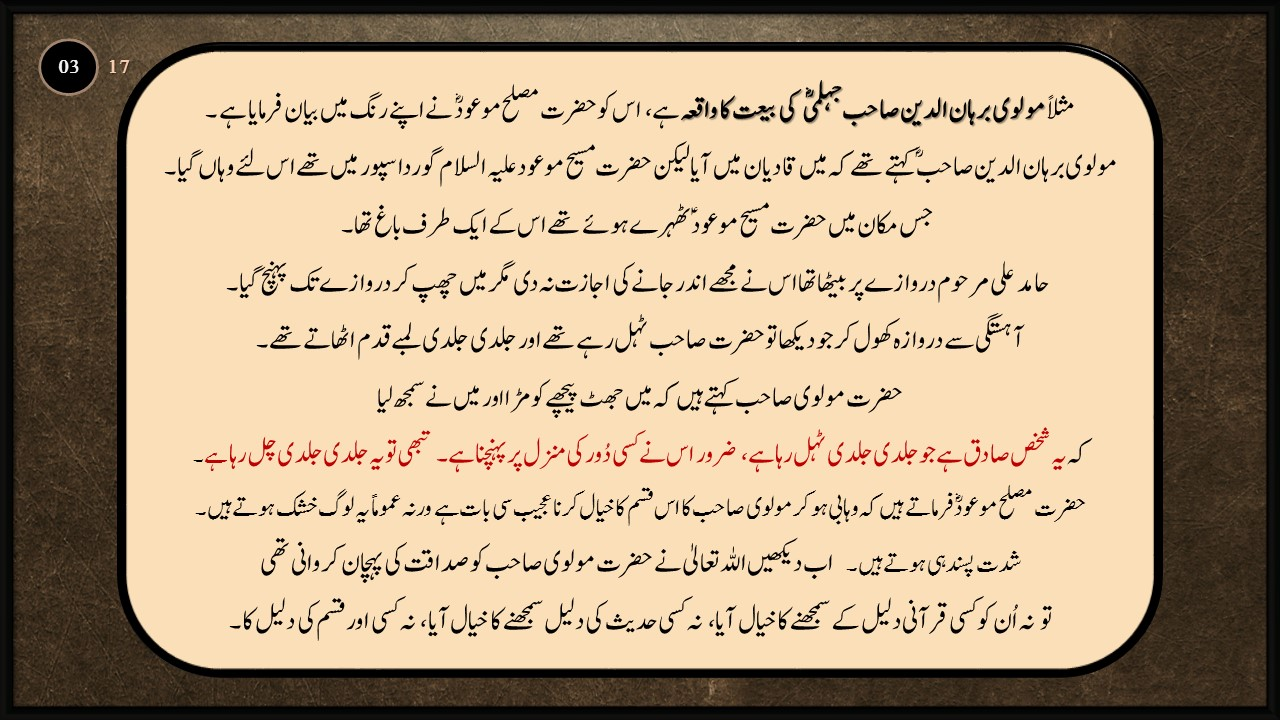 03 17
مثلاً مولوی برہان الدین صاحب جہلمیؓ کی بیعت کا واقعہ ہے، اس کو حضرت مصلح موعودؓ نے اپنے رنگ میں بیان فرمایا ہے۔
مولوی برہان الدین صاحبؓ کہتے تھے کہ میں قادیان میں آیا لیکن حضرت مسیح موعود علیہ السلام گورداسپور میں تھے اس لئے وہاں گیا۔
جس مکان میں حضرت مسیح موعودؑ ٹھہرے ہوئے تھے اس کے ایک طرف باغ تھا۔
حامد علی مرحوم دروازے پر بیٹھا تھا اس نے مجھے اندر جانے کی اجازت نہ دی مگر میں چھپ کر دروازے تک پہنچ گیا۔
آہستگی سے دروازہ کھول کر جو دیکھا تو حضرت صاحب ٹہل رہے تھے اور جلدی جلدی لمبے قدم اٹھاتے تھے۔
حضرت مولوی صاحب کہتے ہیں کہ میں جھٹ پیچھے کو مڑا اور میں نے سمجھ لیا
کہ یہ شخص صادق ہے جو جلدی جلدی ٹہل رہا ہے، ضرور اس نے کسی دُور کی منزل پر پہنچنا ہے۔ تبھی تو یہ جلدی جلدی چل رہا ہے۔
حضرت مصلح موعودؓ فرماتے ہیں کہ وہابی ہو کر مولوی صاحب کا اس قسم کا خیال کرنا عجیب سی بات ہے ورنہ عموماً یہ لوگ خشک ہوتے ہیں۔
شدت پسند ہی ہوتے ہیں۔ اب دیکھیں اللہ تعالیٰ نے حضرت مولوی صاحب کو صداقت کی پہچان کروانی تھی
تو نہ اُن کو کسی قرآنی دلیل کے سمجھنے کا خیال آیا، نہ کسی حدیث کی دلیل سمجھنے کا خیال آیا، نہ کسی اور قسم کی دلیل کا۔